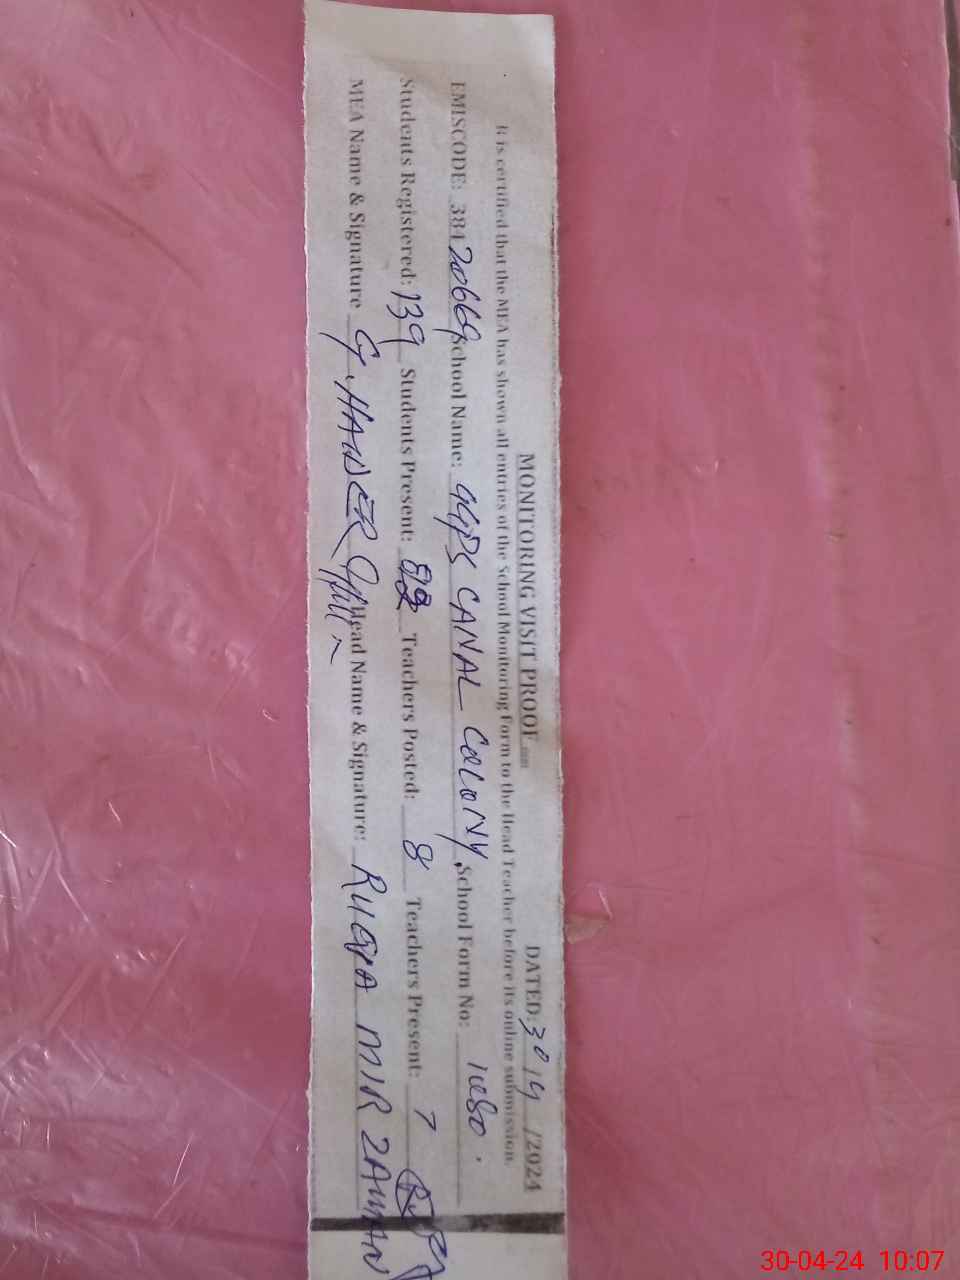 MONITORING VISIT PROOF DATED: 30/4/2024
It is certified that the MEA has shown all entries of the School Monitoring Form to the Head Teacher before its online submission.
EMISCODE: 38120669 School Name: GGPS CANAL COLONY School Form No:
Students Registered: 139 Students Present: Teachers Posted: 8 Teachers Present: 7
MEA Name & Signature G. HAIDER Head Name & Signature: MIR ZAMAN
30-04-24 10:07